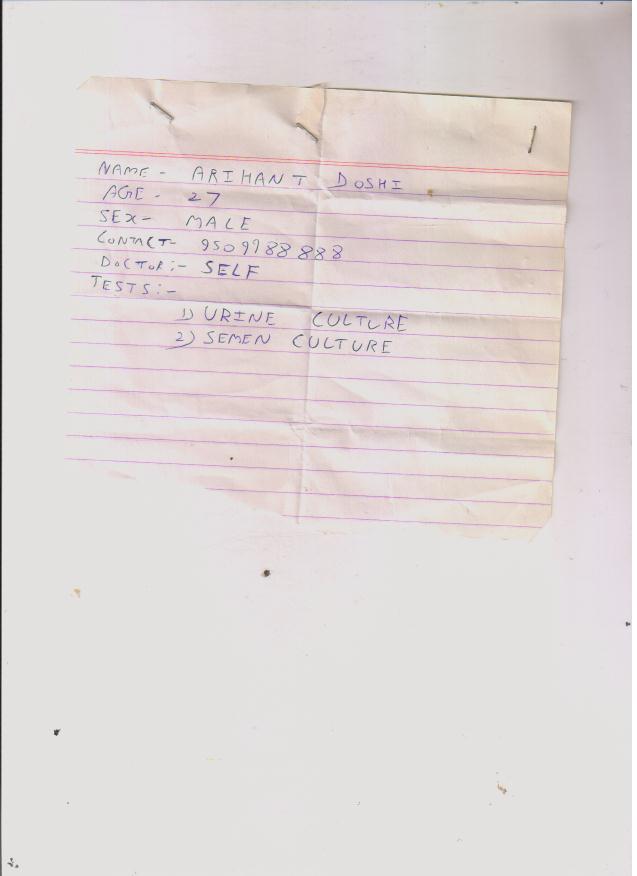 NAME - ARIHANT DOSHI
AGE - 27
SEX - MALE
CONTACT - 9509988888
DOCTOR :- SELF
TESTS :-
1) URINE CULTURE
2) SEMEN CULTURE